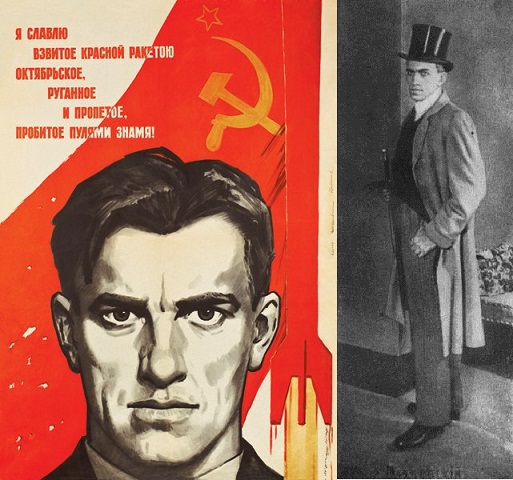 Я СЛАВЛЮ
ВЗВИТОЕ КРАСНОЙ РАКЕТОЮ
ОКТЯБРЬСКОЕ,
РУГАННОЕ
И ПРОПЕТОЕ,
ПРОБИТОЕ ПУЛЯМИ ЗНАМЯ!